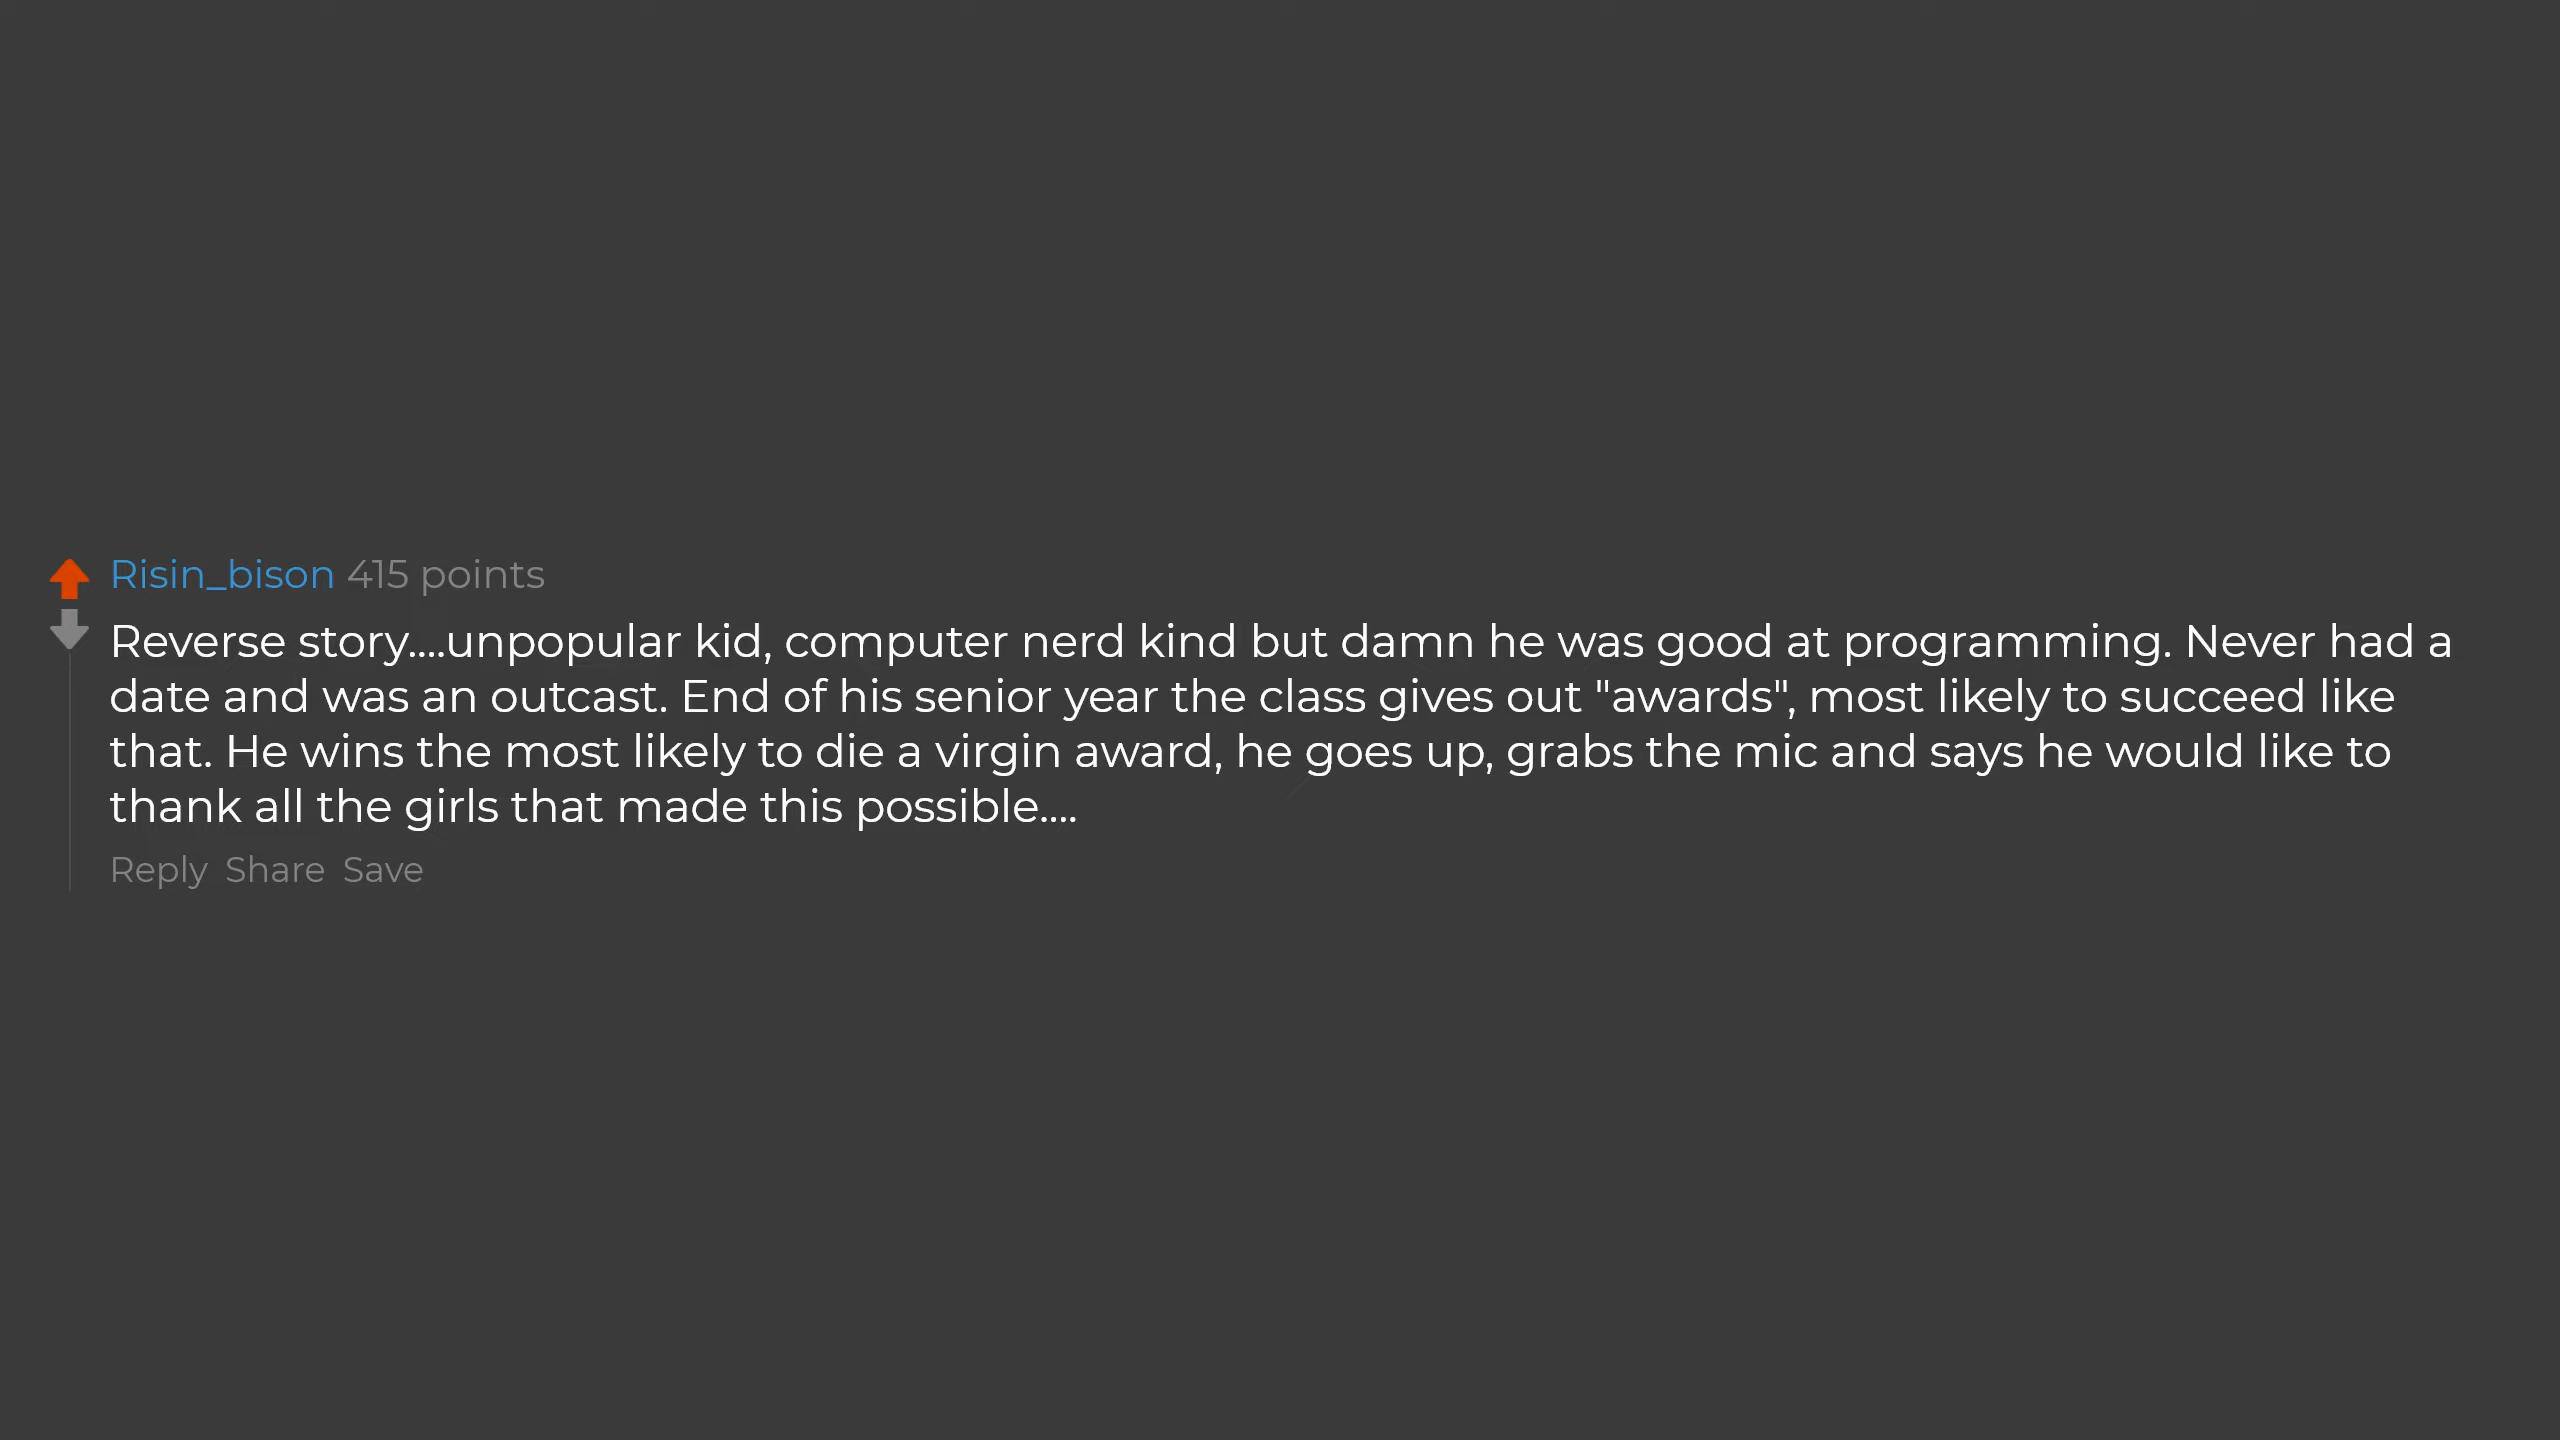 Risin_bison 415 points
Reverse story....unpopular kid, computer nerd kind but damn he was good at programming. Never had a
date and was an outcast. End of his senior year the class gives out "awards", most likely to succeed like
that. He wins the most likely to die a virgin award, he goes up, grabs the mic and says he would like to
thank all the girls that made this possible....
Reply Share Save